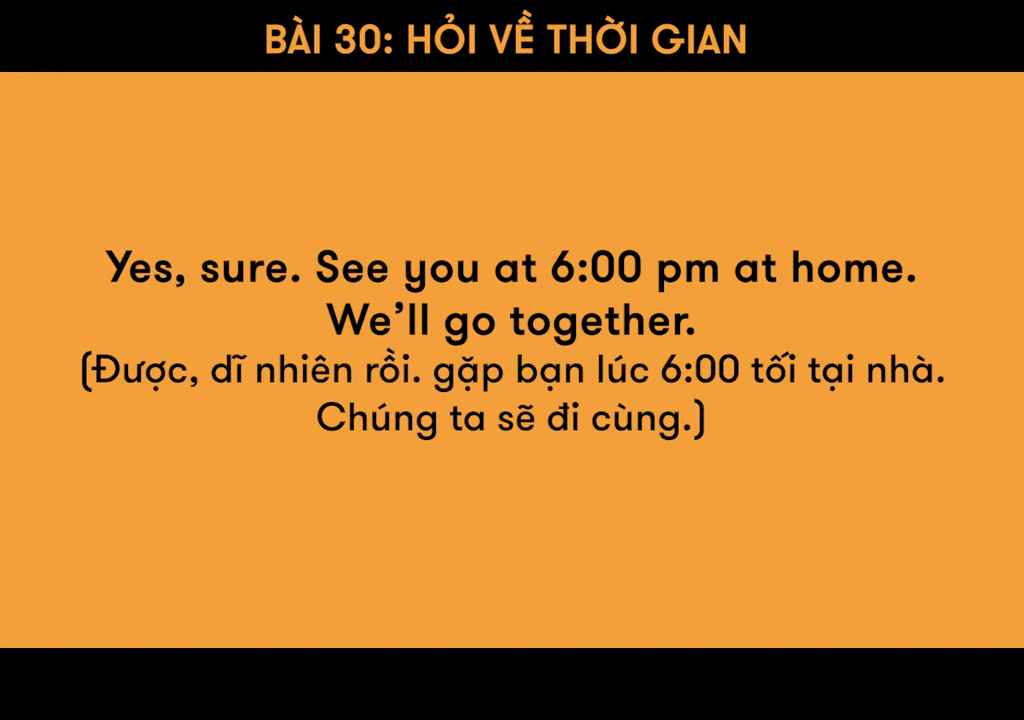 BÀI 30: HỎI VỀ THỜI GIAN
Yes, sure. See you at 6:00 pm at home.
We’ll go together.
(Được, dĩ nhiên rồi. gặp bạn lúc 6:00 tối tại nhà.
Chúng ta sẽ đi cùng.)